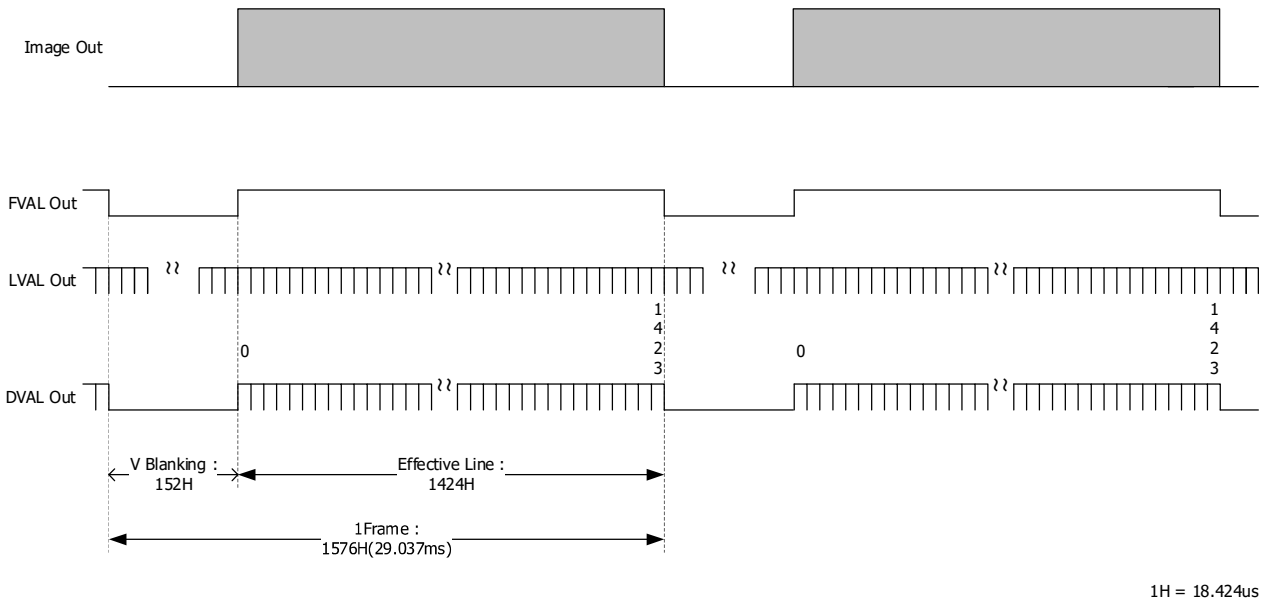 Image Out
FVAL Out
LVAL Out
1
4
2
3
1
4
2
3
0
0
DVAL Out
V Blanking :
152H
Effective Line :
1424H
1Frame :
1576H(29.037ms)
1H = 18.424us